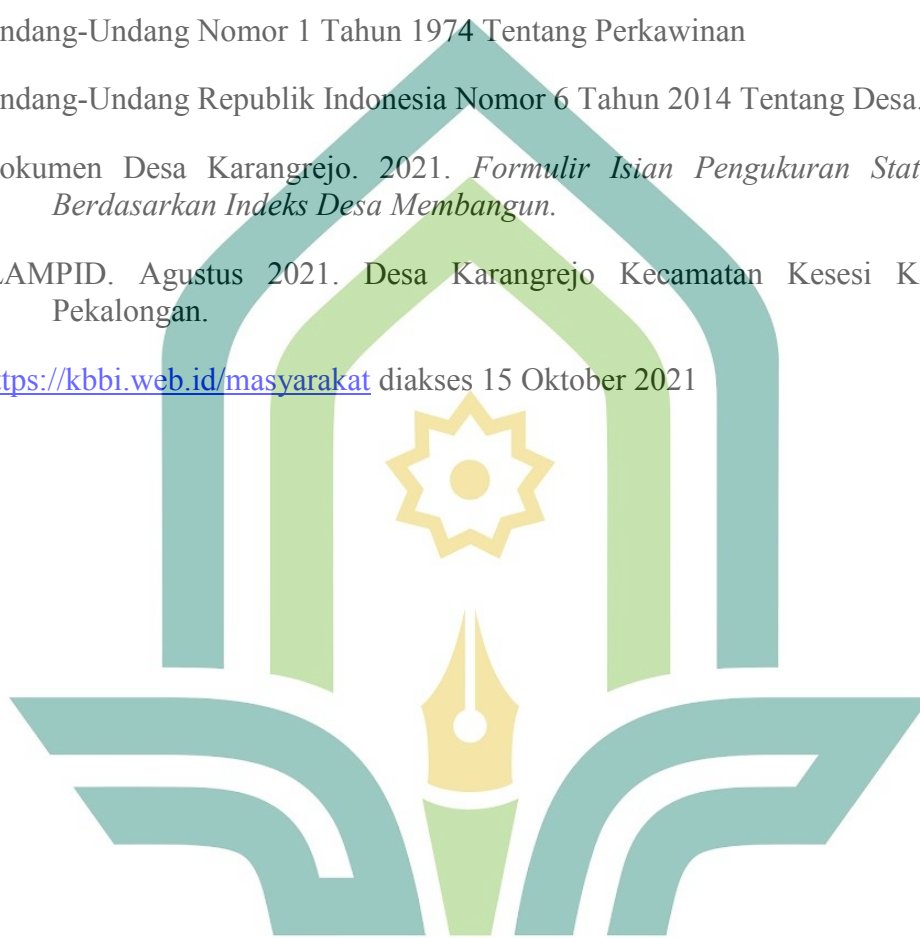 ndang-Undang Nomor 1 Tahun 1974 Tentang Perkawinan
ndang-Undang Republik Indonesia Nomor 6 Tahun 2014 Tentang Desa.
okumen Desa Karangrejo. 2021. Formulir Isian Pengukuran Stat
Berdasarkan Indeks Desa Membangun.
LAMPID. Agustus 2021. Desa Karangrejo Kecamatan Kesesi K
Pekalongan.
ttps://kbbi.web.id/masyarakat diakses 15 Oktober 2021